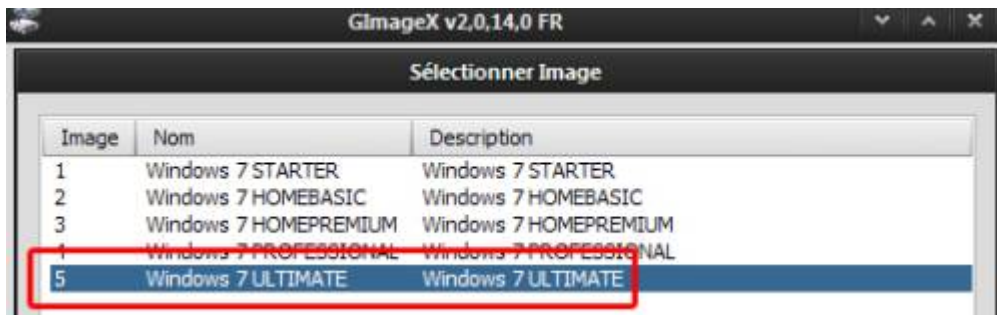 GImageX v2,0,14,0 FR
Sélectionner Image
Image Nom Description
1 Windows 7 STARTER Windows 7 STARTER
2 Windows 7 HOMEBASIC Windows 7 HOMEBASIC
3 Windows 7 HOMEPREMIUM Windows 7 HOMEPREMIUM
4 Windows 7 PROFESSIONAL Windows 7 PROFESSIONAL
5 Windows 7 ULTIMATE Windows 7 ULTIMATE